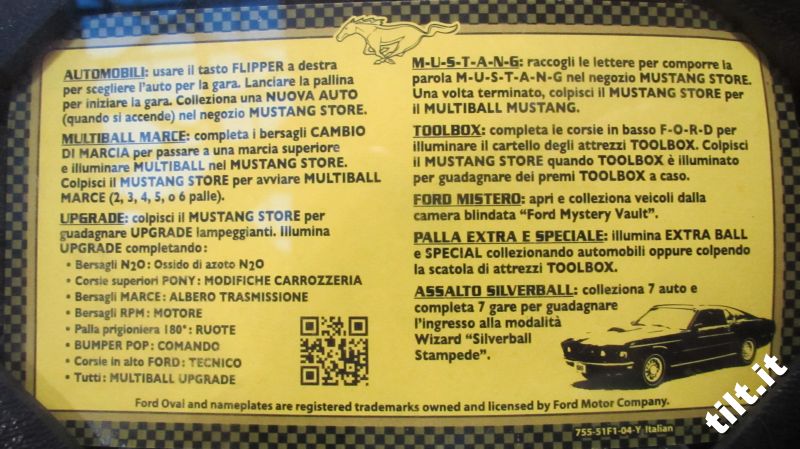 AUTOMOBILI: usare il tasto FLIPPER a destra
per scegliere l'auto per la gara. Lanciare la pallina
per iniziare la gara. Colleziona una NUOVA AUTO
(quando si accende) nel negozio MUSTANG STORE.
MULTIBALL MARCE: completa i bersagli CAMBIO
DI MARCIA per passare a una marcia superiore
e illuminare MULTIBALL nel MUSTANG STORE.
Colpisci il MUSTANG STORE per avviare MULTIBALL
MARCE (2, 3, 4, 5, o 6 palle).
UPGRADE: colpisci il MUSTANG STORE per
guadagnare UPGRADE lampeggianti. Illumina
UPGRADE completando:
• Bersagli N2O: Ossido di azoto N2O
• Corsie superiori PONY: MODIFICHE CARROZZERIA
• Bersagli MARCE: ALBERO TRASMISSIONE
• Bersagli RPM: MOTORE
• Palla prigioniera 180°: RUOTE
• BUMPER POP: COMANDO
• Corsie in alto FORD: TECNICO
• Tutti: MULTIBALL UPGRADE
M-U-S-T-A-N-G: raccogli le lettere per comporre la
parola M-U-S-T-A-N-G nel negozio MUSTANG STORE.
Una volta terminato, colpisci il MUSTANG STORE per
il MULTIBALL MUSTANG.
TOOLBOX: completa le corsie in basso F-O-R-D per
illuminare il cartello degli attrezzi TOOLBOX. Colpisci
il MUSTANG STORE quando TOOLBOX è illuminato
per guadagnare dei premi TOOLBOX a caso.
FORD MISTERO: apri e colleziona veicoli dalla
camera blindata "Ford Mystery Vault".
PALLA EXTRA E SPECIALE: illumina EXTRA BALL
e SPECIAL collezionando automobili oppure colpendo
la scatola di attrezzi TOOLBOX.
ASSALTO SILVERBALL: colleziona 7 auto e
completa 7 gare per guadagnare
l'ingresso alla modalità
Wizard "Silverball
Stampede".
Ford Oval and nameplates are registered trademarks owned and licensed by Ford Motor Company.
755-51F1-04-Y Italian
tilt.it